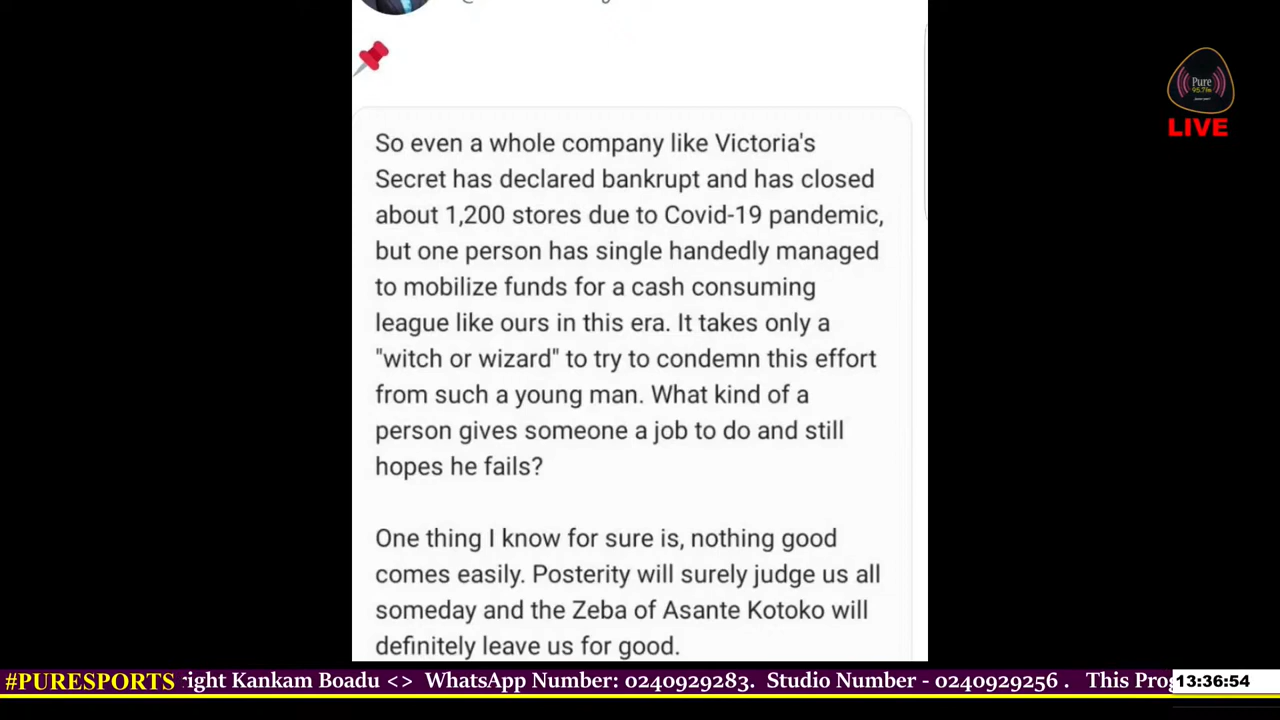 Pure
95.7fm
LIVE
So even a whole company like Victoria's
Secret has declared bankrupt and has closed
about 1,200 stores due to Covid-19 pandemic,
but one person has single handedly managed
to mobilize funds for a cash consuming
league like ours in this era. It takes only a
"witch or wizard" to try to condemn this effort
from such a young man. What kind of a
person gives someone a job to do and still
hopes he fails?
One thing I know for sure is, nothing good
comes easily. Posterity will surely judge us all
someday and the Zeba of Asante Kotoko will
definitely leave us for good.
#PURESPORTS ight Kankam Boadu <> WhatsApp Number: 0240929283. Studio Number - 0240929256 . This Prog 13:36:54